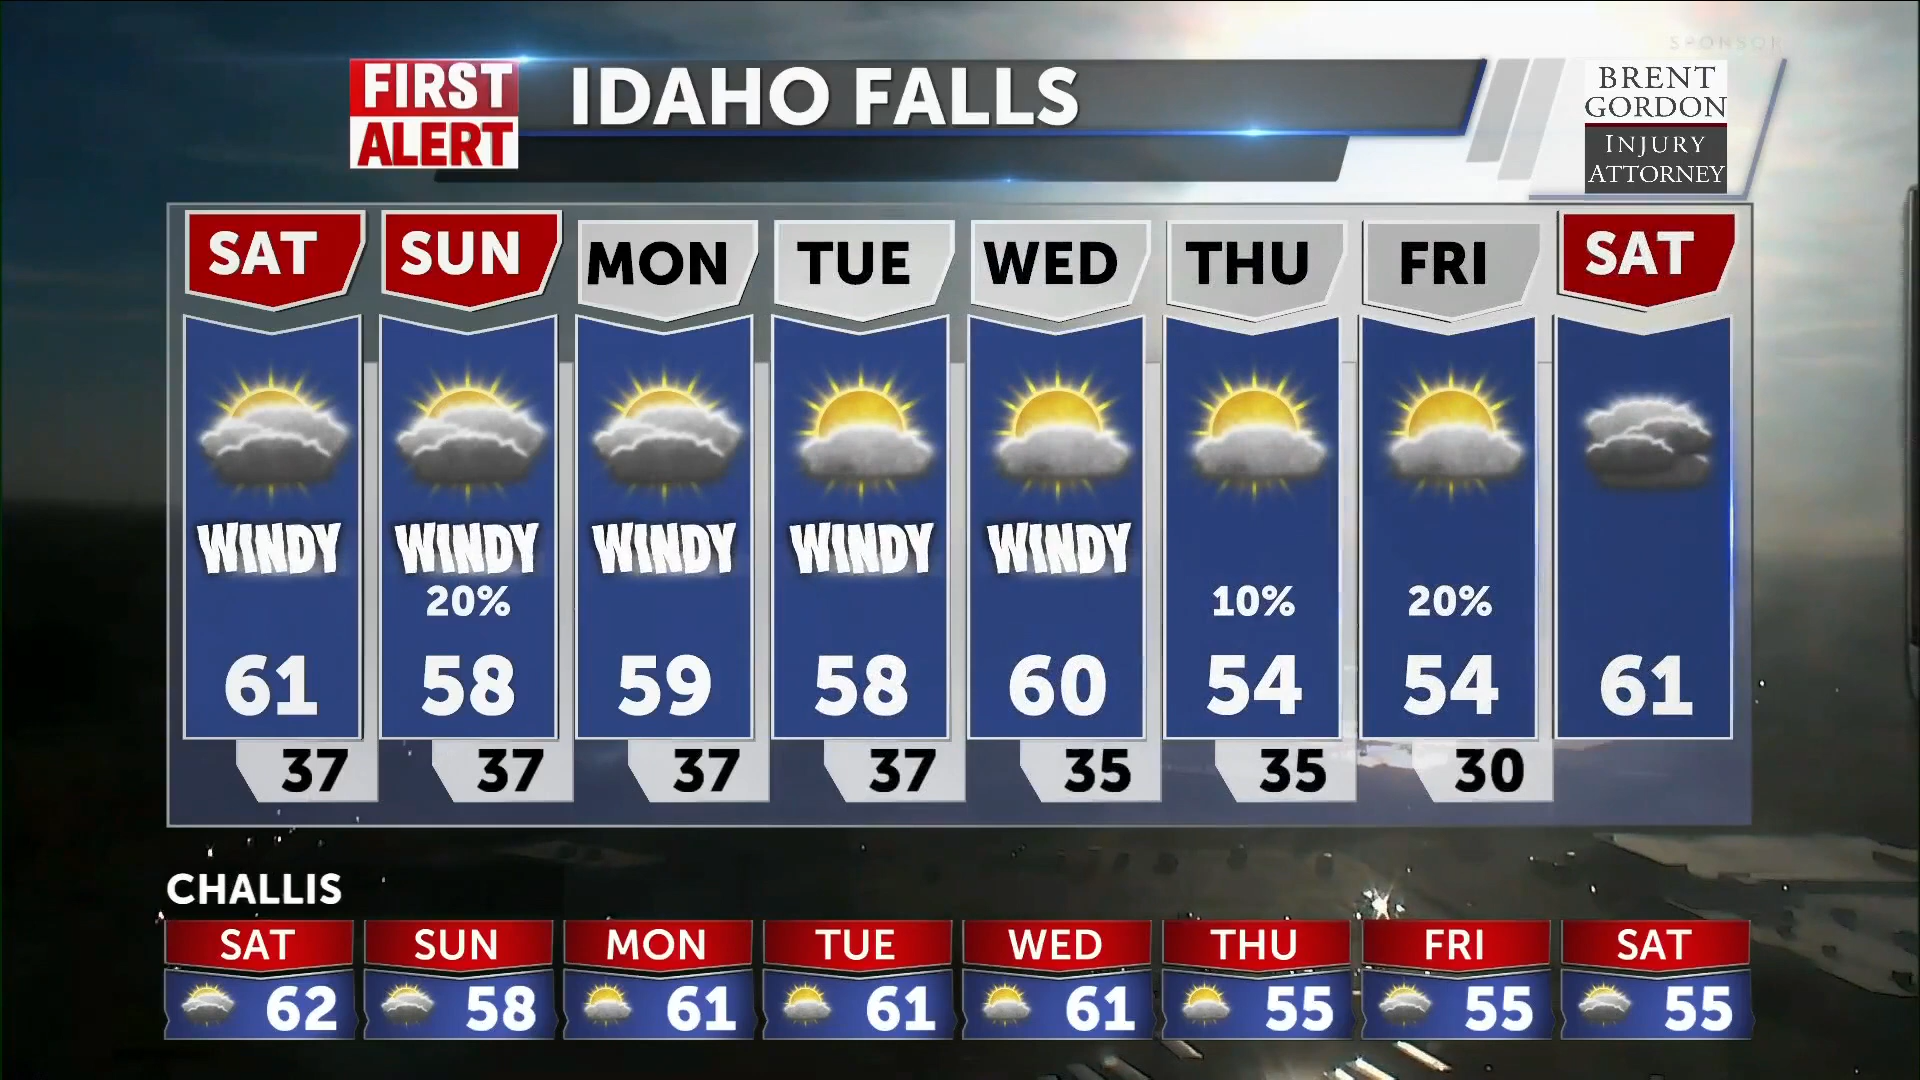 SPONSOR
FIRST
ALERT
IDAHO FALLS
BRENT
GORDON
INJURY
ATTORNEY
SAT SUN MON TUE WED THU FRI SAT
WINDY WINDY WINDY WINDY WINDY
20% 10% 20%
61 58 59 58 60 54 54 61
37 37 37 37 35 35 30
CHALLIS
SAT SUN MON TUE WED THU FRI SAT
62 58 61 61 61 55 55 55